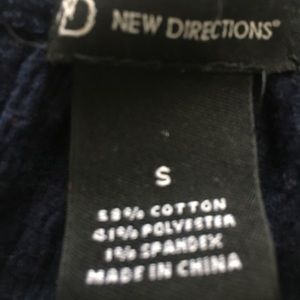 D NEW DIRECTIONS®
S
58% COTTON
41% POLYESTER
1% SPANDEX
MADE IN CHINA